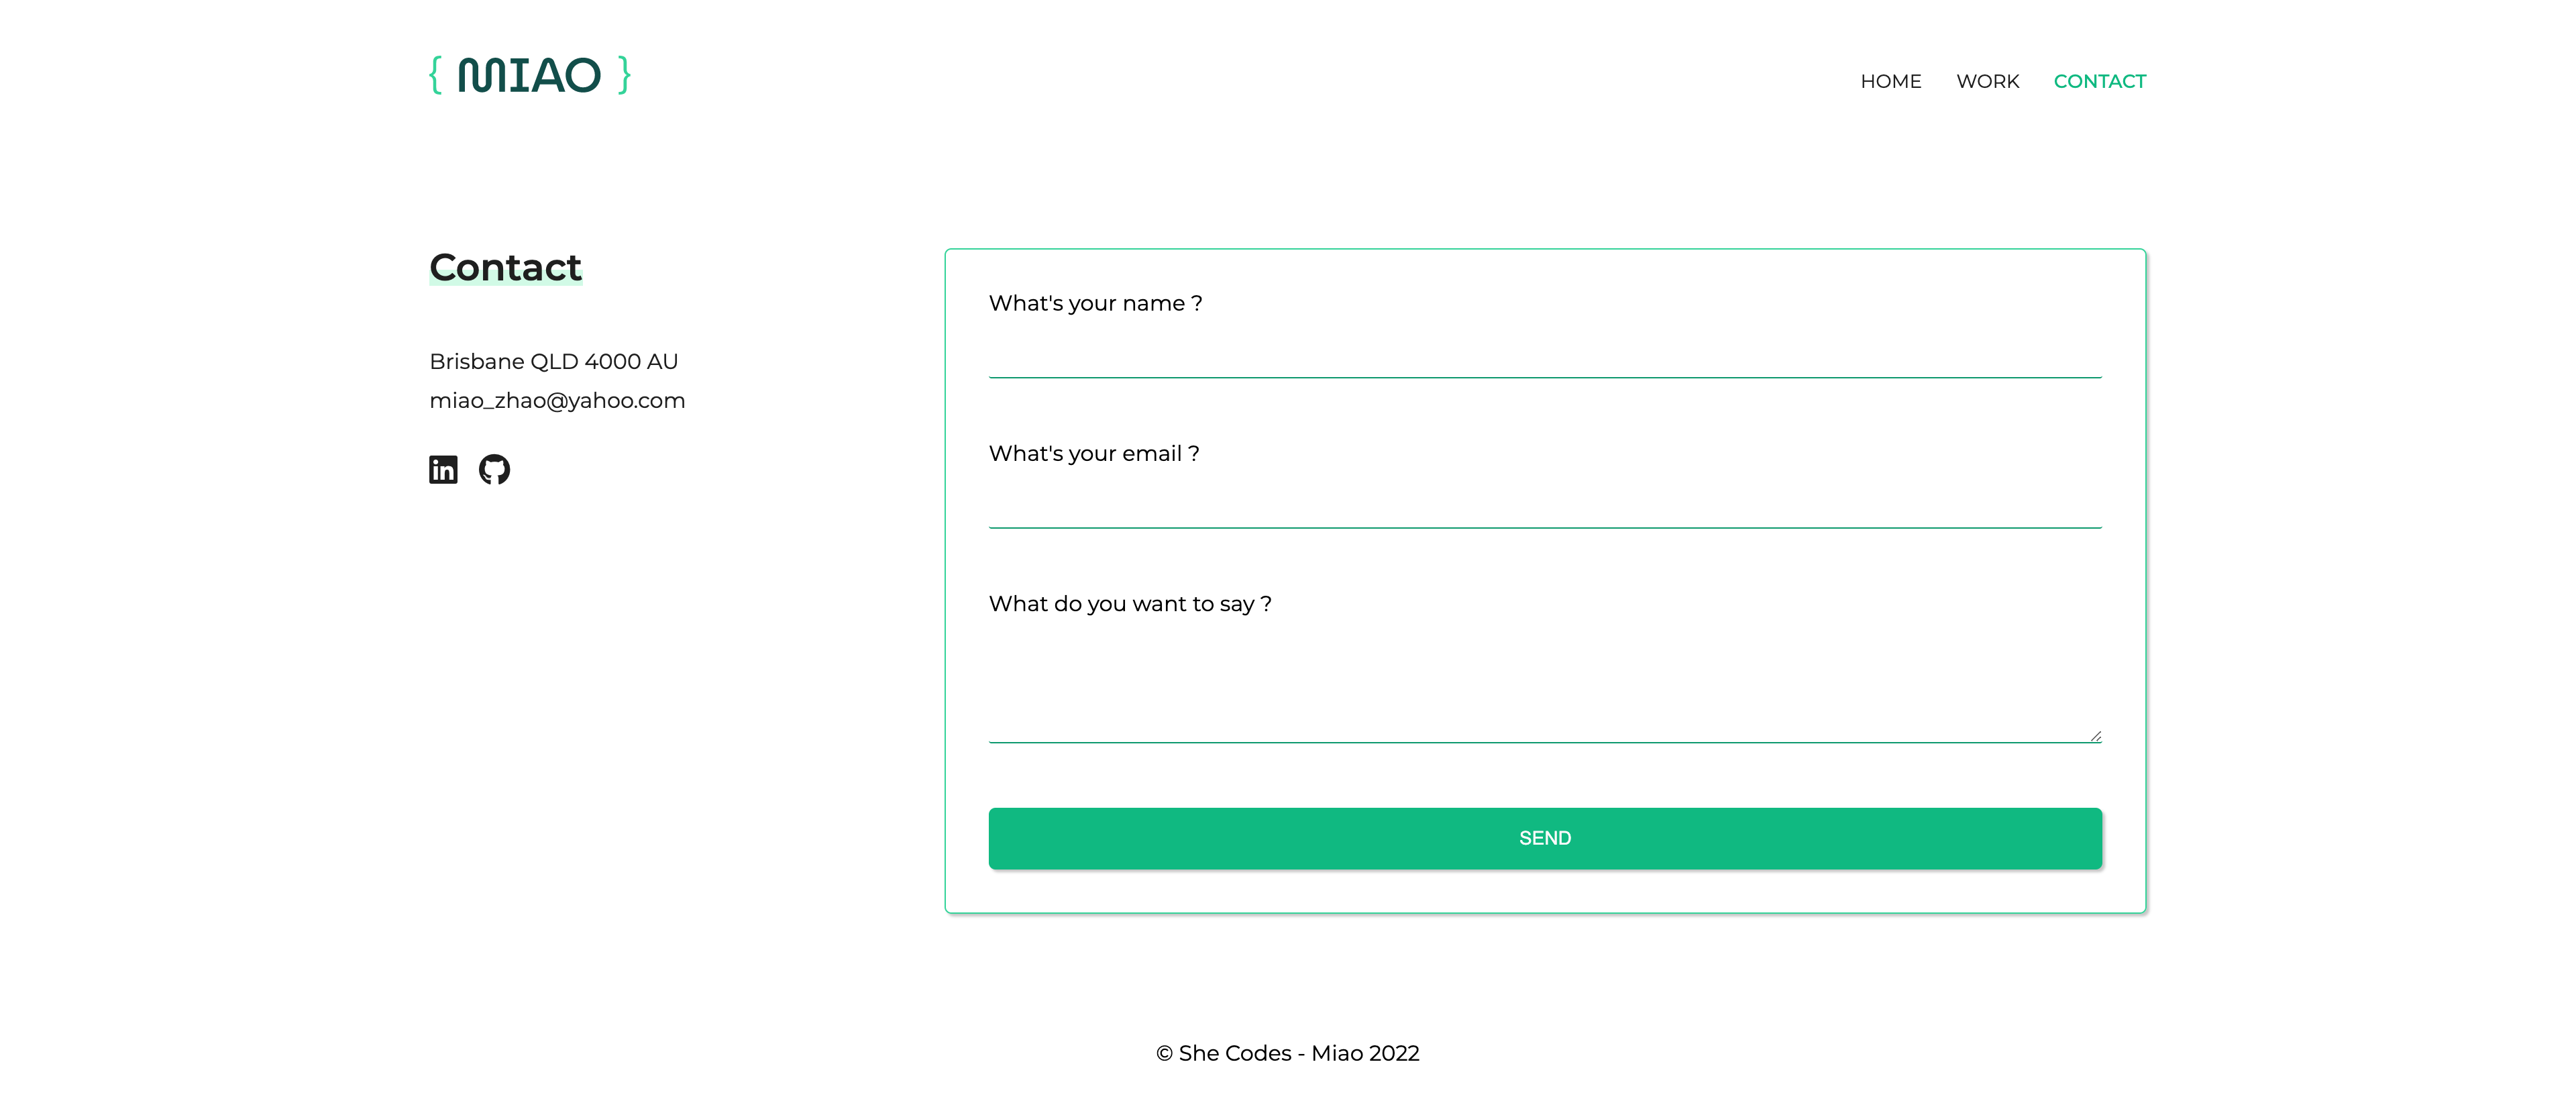 { MIAO }
HOME WORK CONTACT
Contact
Brisbane QLD 4000 AU
miao_zhao@yahoo.com
in
What's your name ?
What's your email ?
What do you want to say ?
SEND
© She Codes - Miao 2022